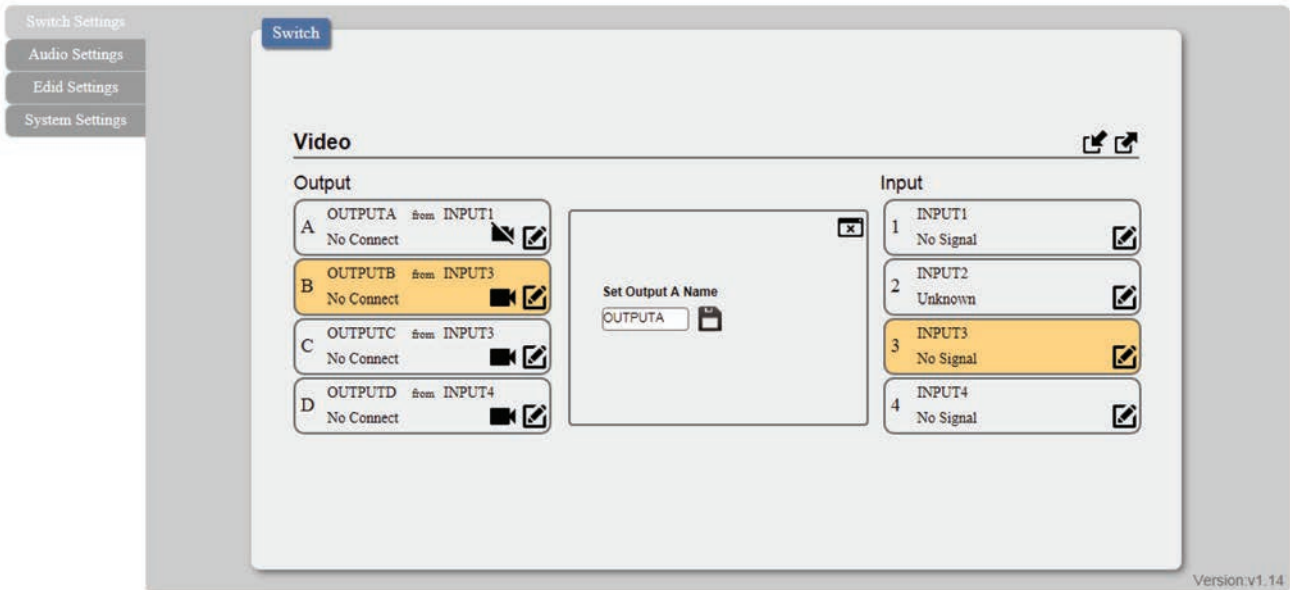 Switch Settings
Audio Settings
Edid Settings
System Settings
Switch
Video
Output
A
OUTPUTA from INPUT1
No Connect
B
OUTPUTB from INPUT3
No Connect
C
OUTPUTC from INPUT3
No Connect
D
OUTPUTD from INPUT4
No Connect
Set Output A Name
OUTPUTA
Input
1
INPUT1
No Signal
2
INPUT2
Unknown
3
INPUT3
No Signal
4
INPUT4
No Signal
Version:v1.14